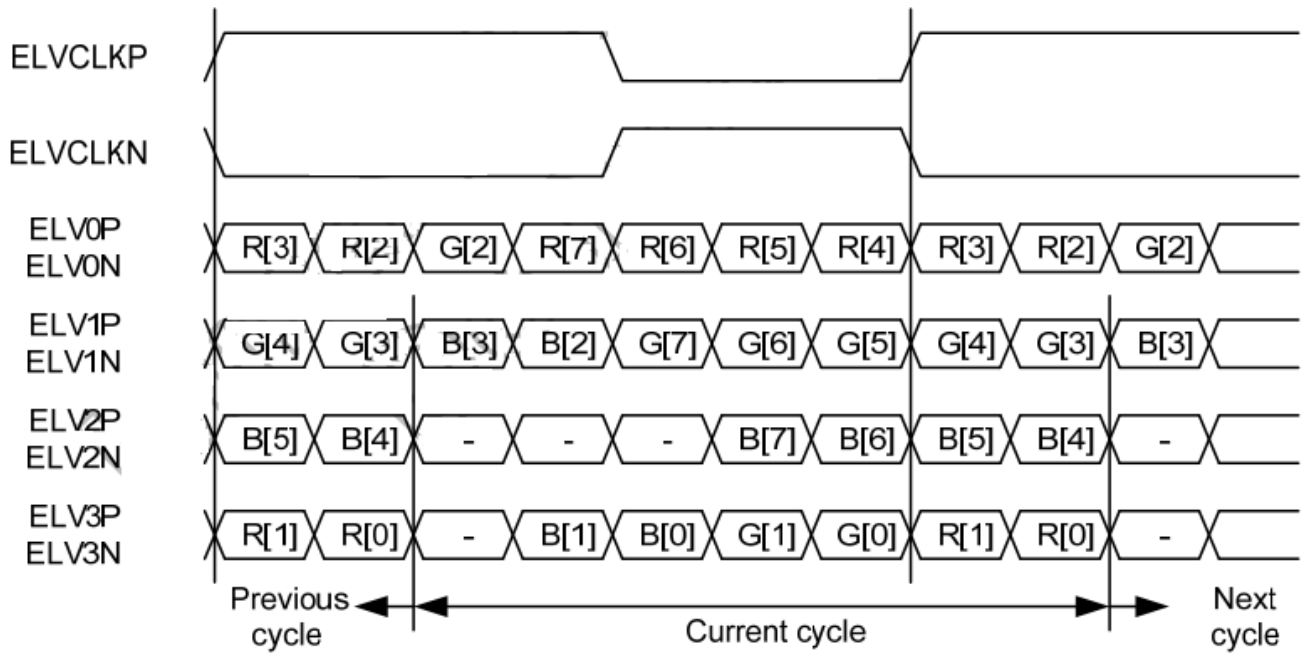 ELVCLKP
ELVCLKN
ELV0P
ELV0N
R[3] R[2] G[2] R[7] R[6] R[5] R[4] R[3] R[2] G[2]
ELV1P
ELV1N
G[4] G[3] B[3] B[2] G[7] G[6] G[5] G[4] G[3] B[3]
ELV2P
ELV2N
B[5] B[4] - - - B[7] B[6] B[5] B[4] -
ELV3P
ELV3N
R[1] R[0] - B[1] B[0] G[1] G[0] R[1] R[0] -
Previous
cycle
Current cycle
Next
cycle